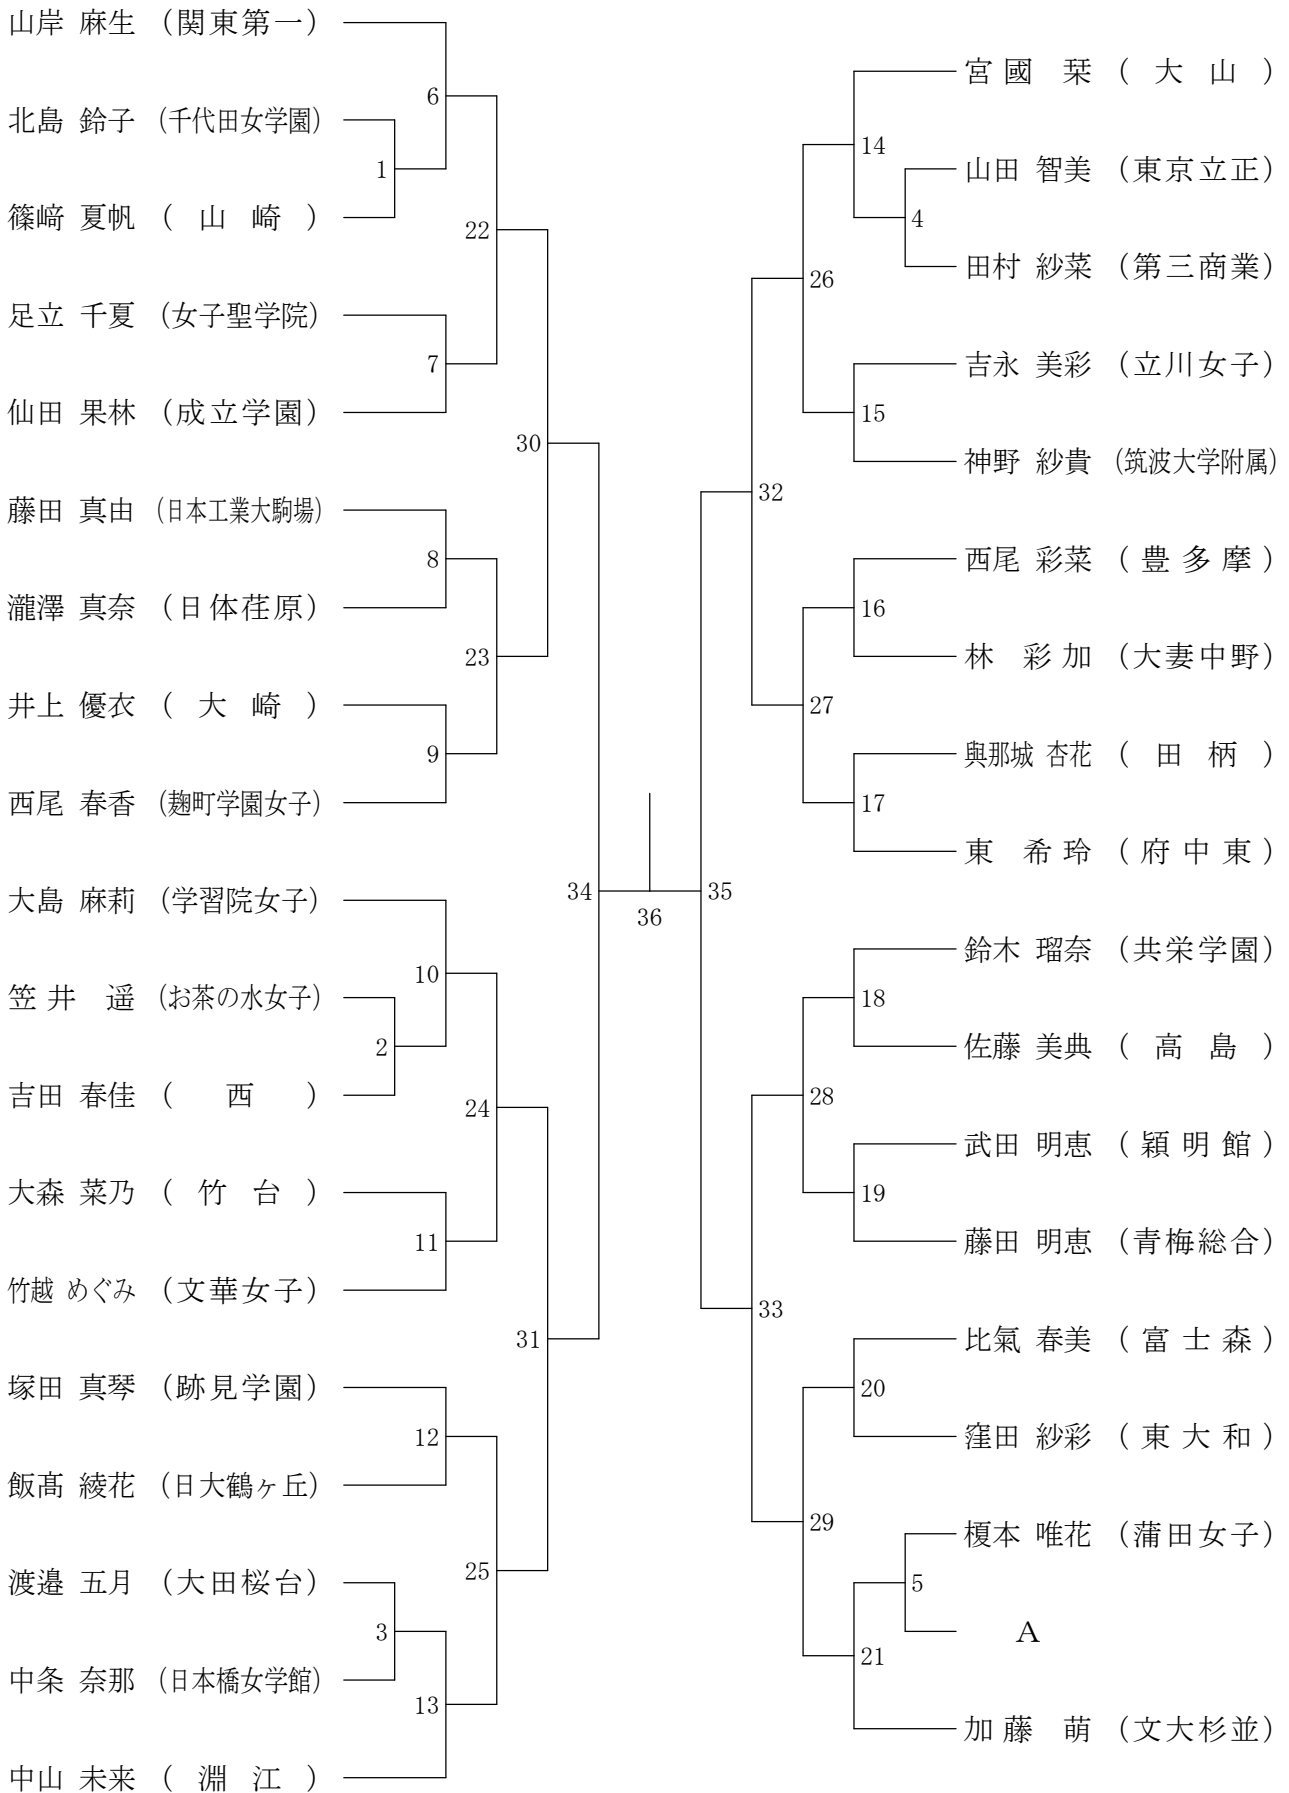 山岸 麻生 （関東第一）
北島 鈴子 （千代田女学園）
篠﨑 夏帆 （ 山 崎 ）
足立 千夏 （女子聖学院）
仙田 果林 （成立学園）
藤田 真由 （日本工業大駒場）
瀧澤 真奈 （日体荏原）
井上 優衣 （ 大 崎 ）
西尾 春香 （麹町学園女子）
大島 麻莉 （学習院女子）
笠井 遥 （お茶の水女子）
吉田 春佳 （ 西 ）
大森 菜乃 （ 竹 台 ）
竹越 めぐみ （文華女子）
塚田 真琴 （跡見学園）
飯髙 綾花 （日大鶴ヶ丘）
渡邉 五月 （大田桜台）
中条 奈那 （日本橋女学館）
中山 未来 （ 淵 江 ）
1
2
3
6
7
8
9
10
11
12
13
22
23
24
25
30
31
34
36
35
32
33
26
27
28
29
14
15
16
17
18
19
20
21
4
5
宮國 栞 （ 大 山 ）
山田 智美 （東京立正）
田村 紗菜 （第三商業）
吉永 美彩 （立川女子）
神野 紗貴 （筑波大学附属）
西尾 彩菜 （豊多摩）
林 彩加 （大妻中野）
與那城 杏花 （ 田 柄 ）
東 希玲 （府中東）
鈴木 瑠奈 （共栄学園）
佐藤 美典 （ 高 島 ）
武田 明恵 （穎明館）
藤田 明恵 （青梅総合）
比氣 春美 （富士森）
窪田 紗彩 （東大和）
榎本 唯花 （蒲田女子）
A
加藤 萌 （文大杉並）